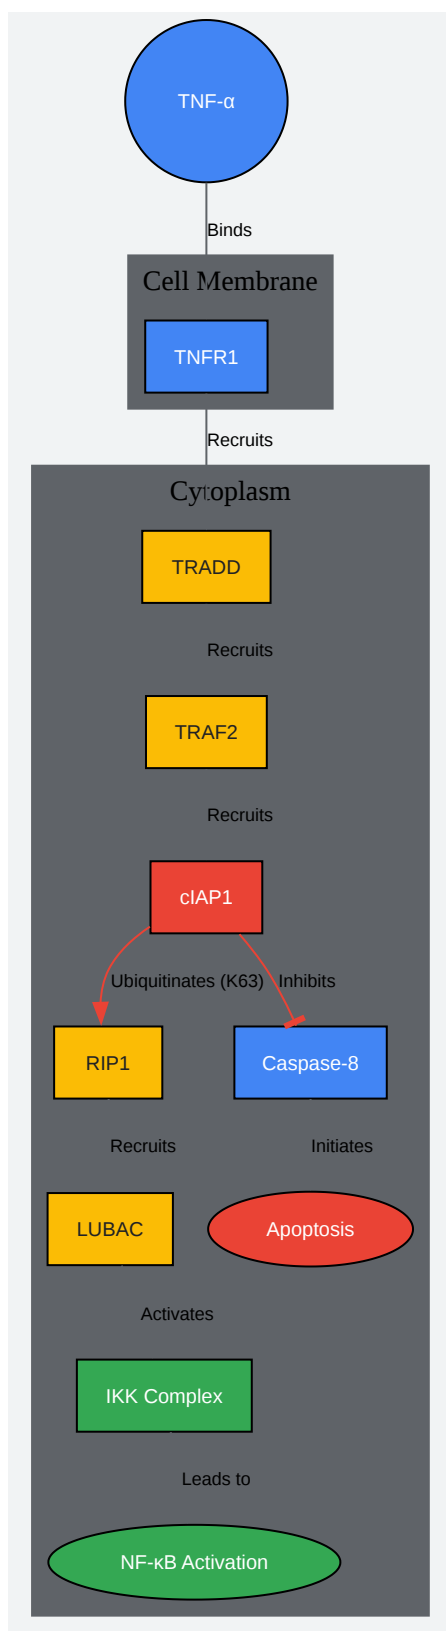 TNF-α
Binds
Cell Membrane
TNFR1
Recruits
Cytoplasm
TRADD
Recruits
TRAF2
Recruits
cIAP1
Ubiquitinates (K63)
Inhibits
RIP1
Caspase-8
Recruits
Initiates
LUBAC
Apoptosis
Activates
IKK Complex
Leads to
NF-κB Activation